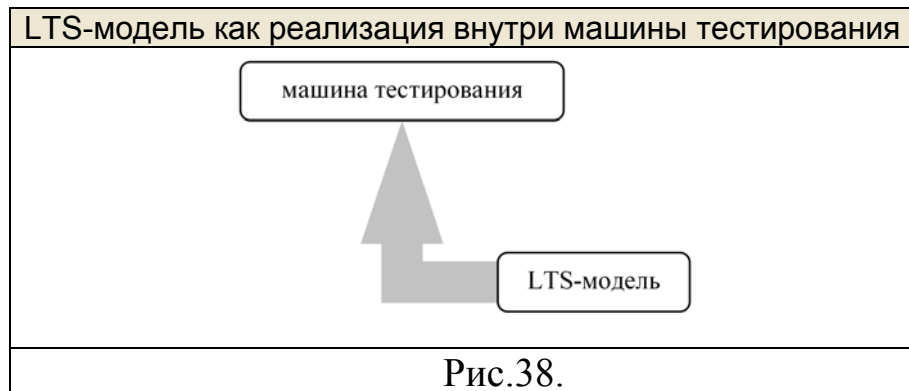 LTS-модель как реализация внутри машины тестирования
машина тестирования
LTS-модель
Рис.38.